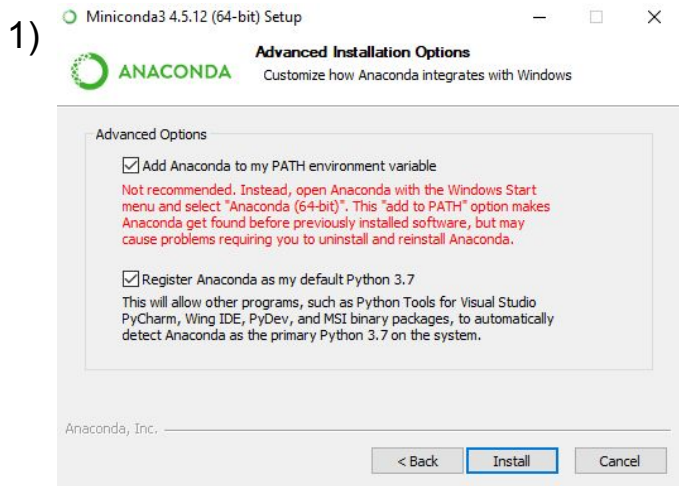 1)
Miniconda3 4.5.12 (64-bit) Setup
ANACONDA
Advanced Installation Options
Customize how Anaconda integrates with Windows
Advanced Options
Add Anaconda to my PATH environment variable
Not recommended. Instead, open Anaconda with the Windows Start
menu and select "Anaconda (64-bit)". This "add to PATH" option makes
Anaconda get found before previously installed software, but may
cause problems requiring you to uninstall and reinstall Anaconda.
Register Anaconda as my default Python 3.7
This will allow other programs, such as Python Tools for Visual Studio
PyCharm, Wing IDE, PyDev, and MSI binary packages, to automatically
detect Anaconda as the primary Python 3.7 on the system.
Anaconda, Inc.
< Back
Install
Cancel